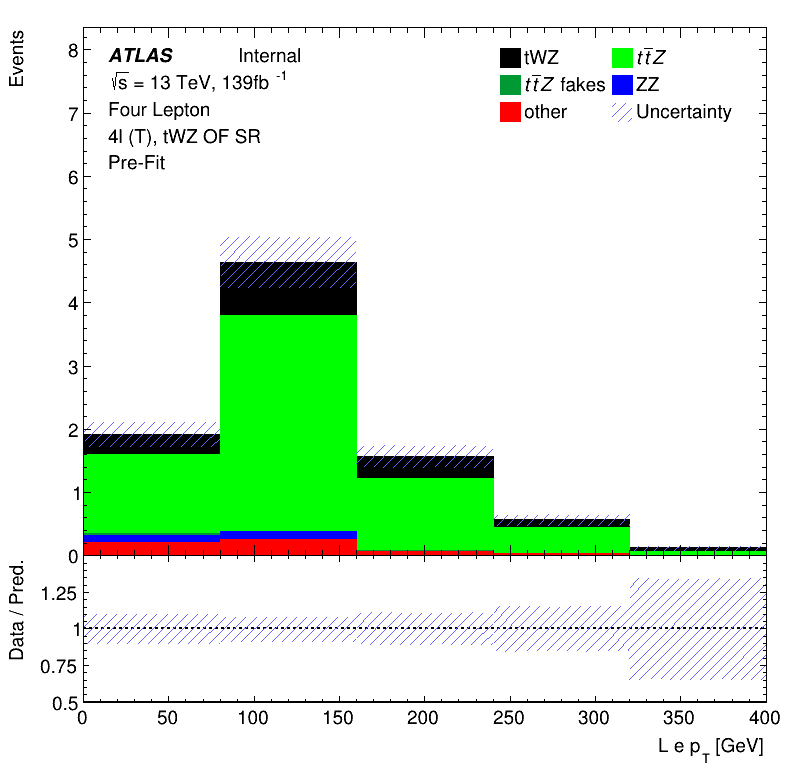 Events
8
7
6
5
4
3
2
1
0
ATLAS Internal
√s = 13 TeV, 139fb⁻¹
Four Lepton
4l (T), tWZ OF SR
Pre-Fit
tWZ tt̄Z
tt̄Z fakes ZZ
other Uncertainty
Data / Pred.
1.25
1
0.75
0.5
0 50 100 150 200 250 300 350 400
L e p_T [GeV]